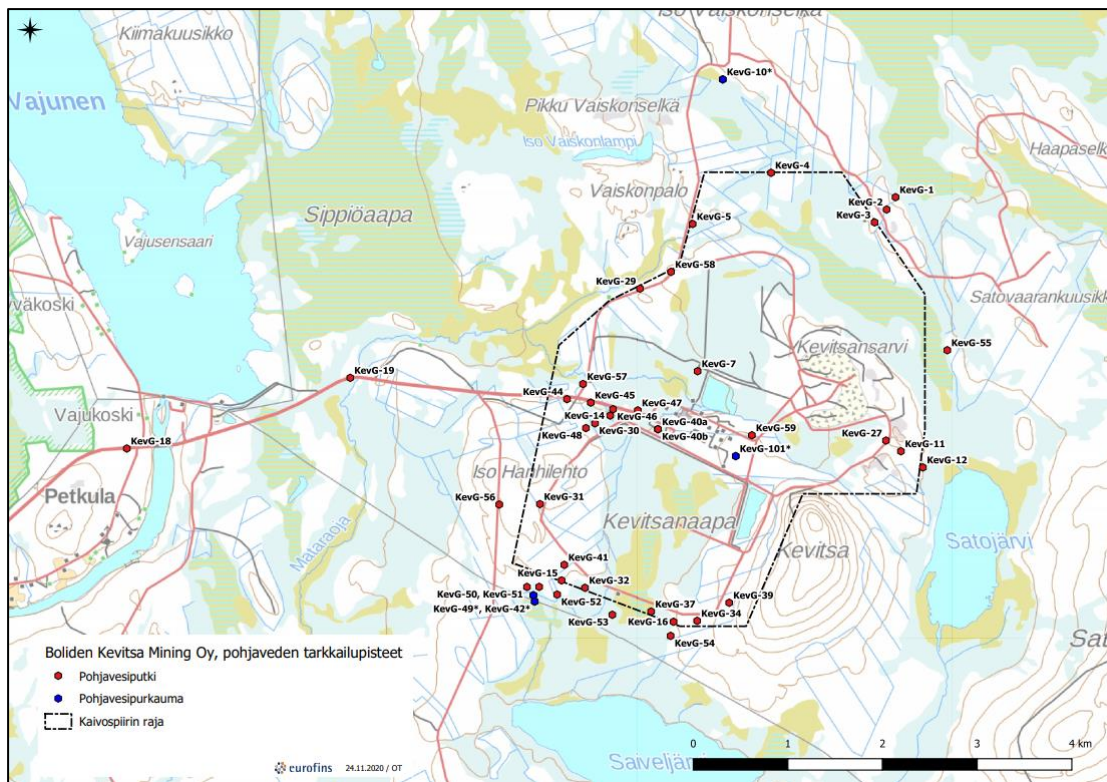 Iso Vaiskonselkä
Kiimakuusikko
KevG-10*
Vajunen
Pikku Vaiskonselkä
Iso Vaiskonlampi
Haapaselk
KevG-4
Vaiskonpalo
KevG-1
KevG-2
Sippiöaapa
KevG-3
KevG-5
Vajusensaari
KevG-58
KevG-29
Satovaarankuusikk
yväkoski
Kevitsansarvi
KevG-55
KevG-7
KevG-19
KevG-57
KevG-44
KevG-45
KevG-47
Vajukoski
KevG-14
KevG-46
KevG-40a
KevG-48
KevG-30
KevG-40b
KevG-59
KevG-27
KevG-18
KevG-11
KevG-101*
KevG-12
Iso Hanhilehto
Petkula
KevG-56
KevG-31
Kevitsanaapa
Mataraoja
Satojärvi
Kevitsa
KevG-41
KevG-15
KevG-32
KevG-50, KevG-51
KevG-39
KevG-49*, KevG-42*
KevG-52
KevG-37
KevG-53
KevG-16
KevG-34
KevG-54
Sat
Boliden Kevitsa Mining Oy, pohjaveden tarkkailupisteet
Pohjavesiputki
Pohjavesipurkauma
Kaivospiirin raja
0 1 2 3 4 km
eurofins 24.11.2020 / OT
Saiveljärvi